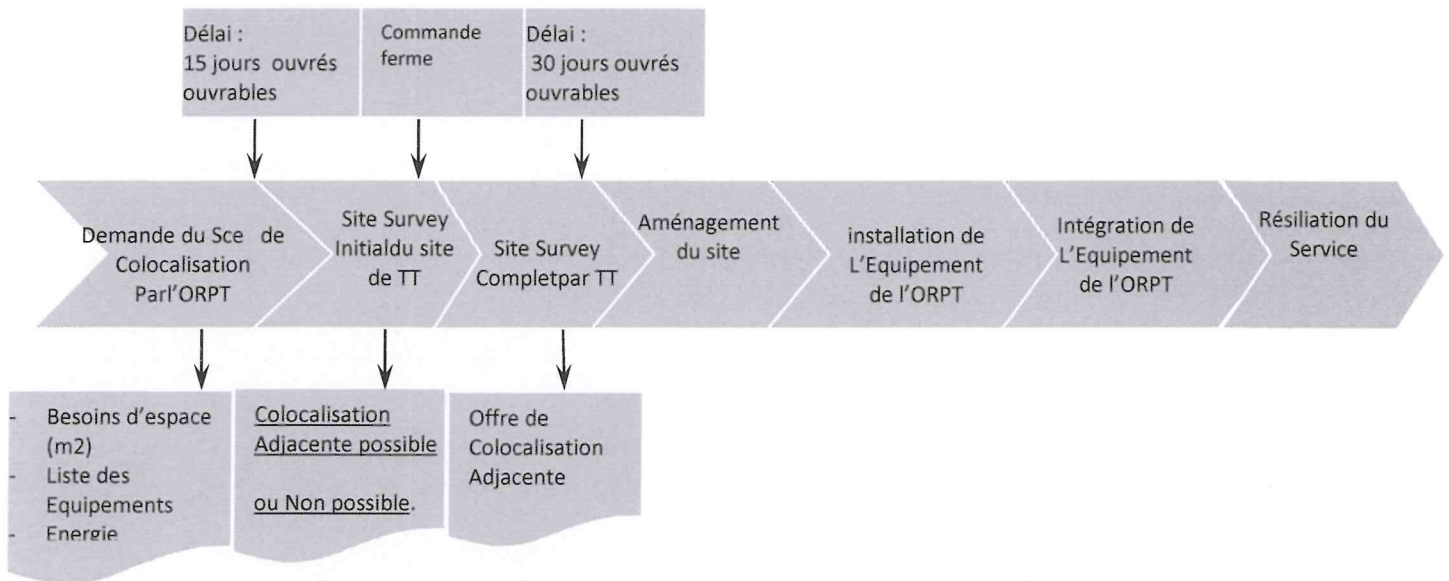 Délai :
15 jours ouvrés
ouvrables
Commande
ferme
Délai :
30 jours ouvrés
ouvrables
Demande du Sce de
Colocalisation
Parl'ORPT
Site Survey
Initialdu site
de TT
Site Survey
Completpar TT
Aménagement
du site
installation de
L'Equipement
de l'ORPT
Intégration de
L'Equipement
de l'ORPT
Résiliation du
Service
- Besoins d'espace
(m2)
- Liste des
Equipements
- Energie
Colocalisation
Adjacente possible
ou Non possible.
Offre de
Colocalisation
Adjacente